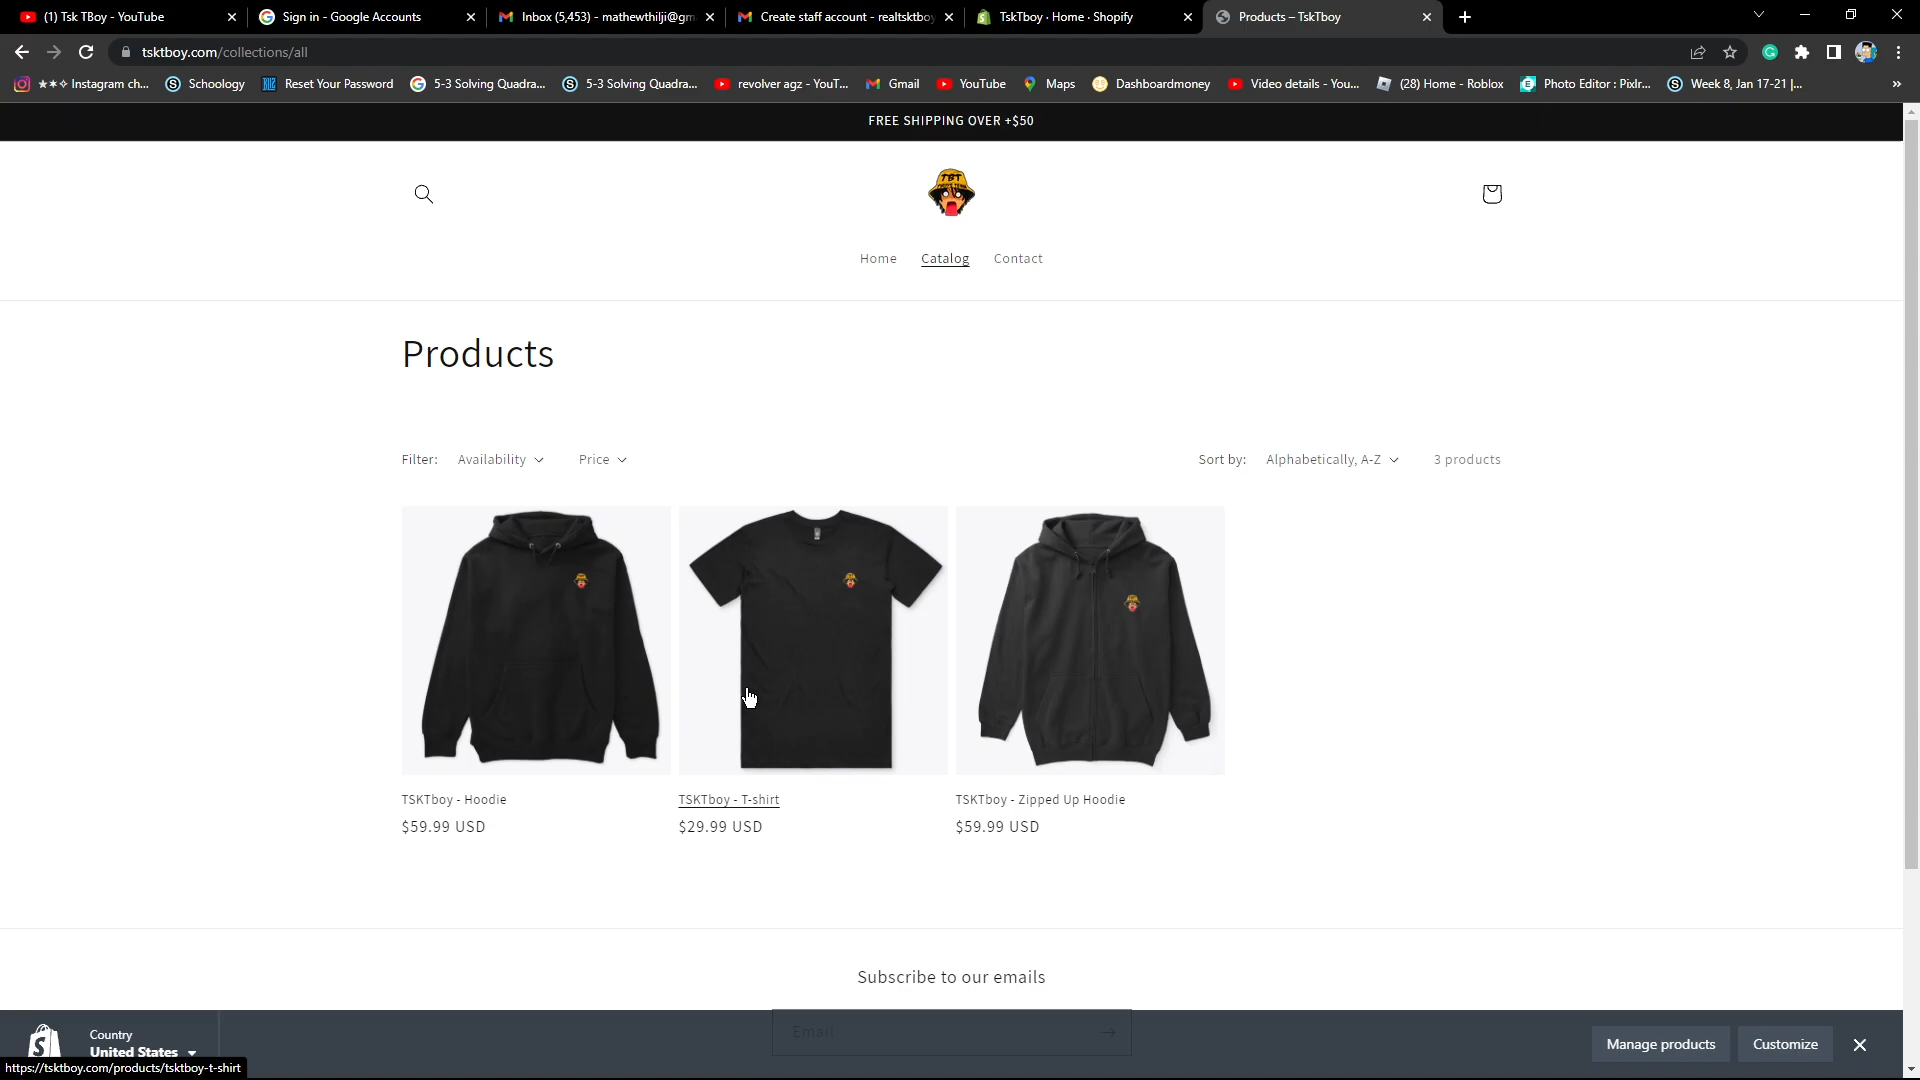 (1) Tsk TBoy - YouTube
Sign in - Google Accounts
Inbox (5,453) - mathewthilji@gm
Create staff account - realtsktboy
TskTboy · Home · Shopify
Products – TskTboy
tsktboy.com/collections/all
★✶✧ Instagram ch...
Schoology
Reset Your Password
5-3 Solving Quadra...
5-3 Solving Quadra...
revolver agz - YouT...
Gmail
YouTube
Maps
Dashboardmoney
Video details - You...
(28) Home - Roblox
Photo Editor : Pixlr...
Week 8, Jan 17-21 |...
»
FREE SHIPPING OVER +$50
TBT
Home
Catalog
Contact
Products
Filter:
Availability
Price
Sort by:
Alphabetically, A-Z
3 products
TSKTboy - Hoodie
$59.99 USD
TSKTboy - T-shirt
$29.99 USD
TSKTboy - Zipped Up Hoodie
$59.99 USD
Subscribe to our emails
Email
Country
United States
Manage products
Customize
https://tsktboy.com/products/tsktboy-t-shirt